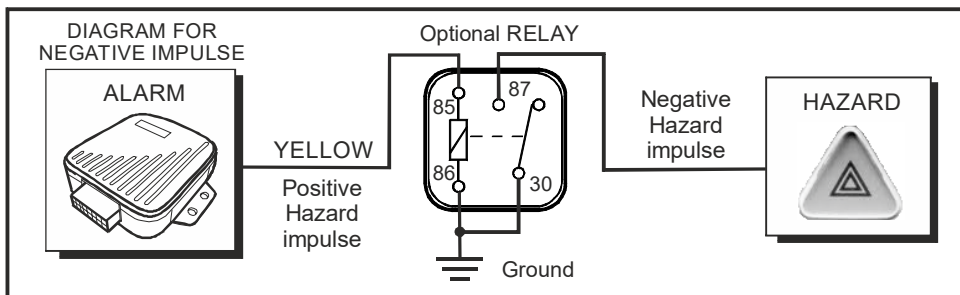 DIAGRAM FOR
NEGATIVE IMPULSE
ALARM
YELLOW
Positive
Hazard
impulse
Optional RELAY
85
87
86
30
Ground
Negative
Hazard
impulse
HAZARD